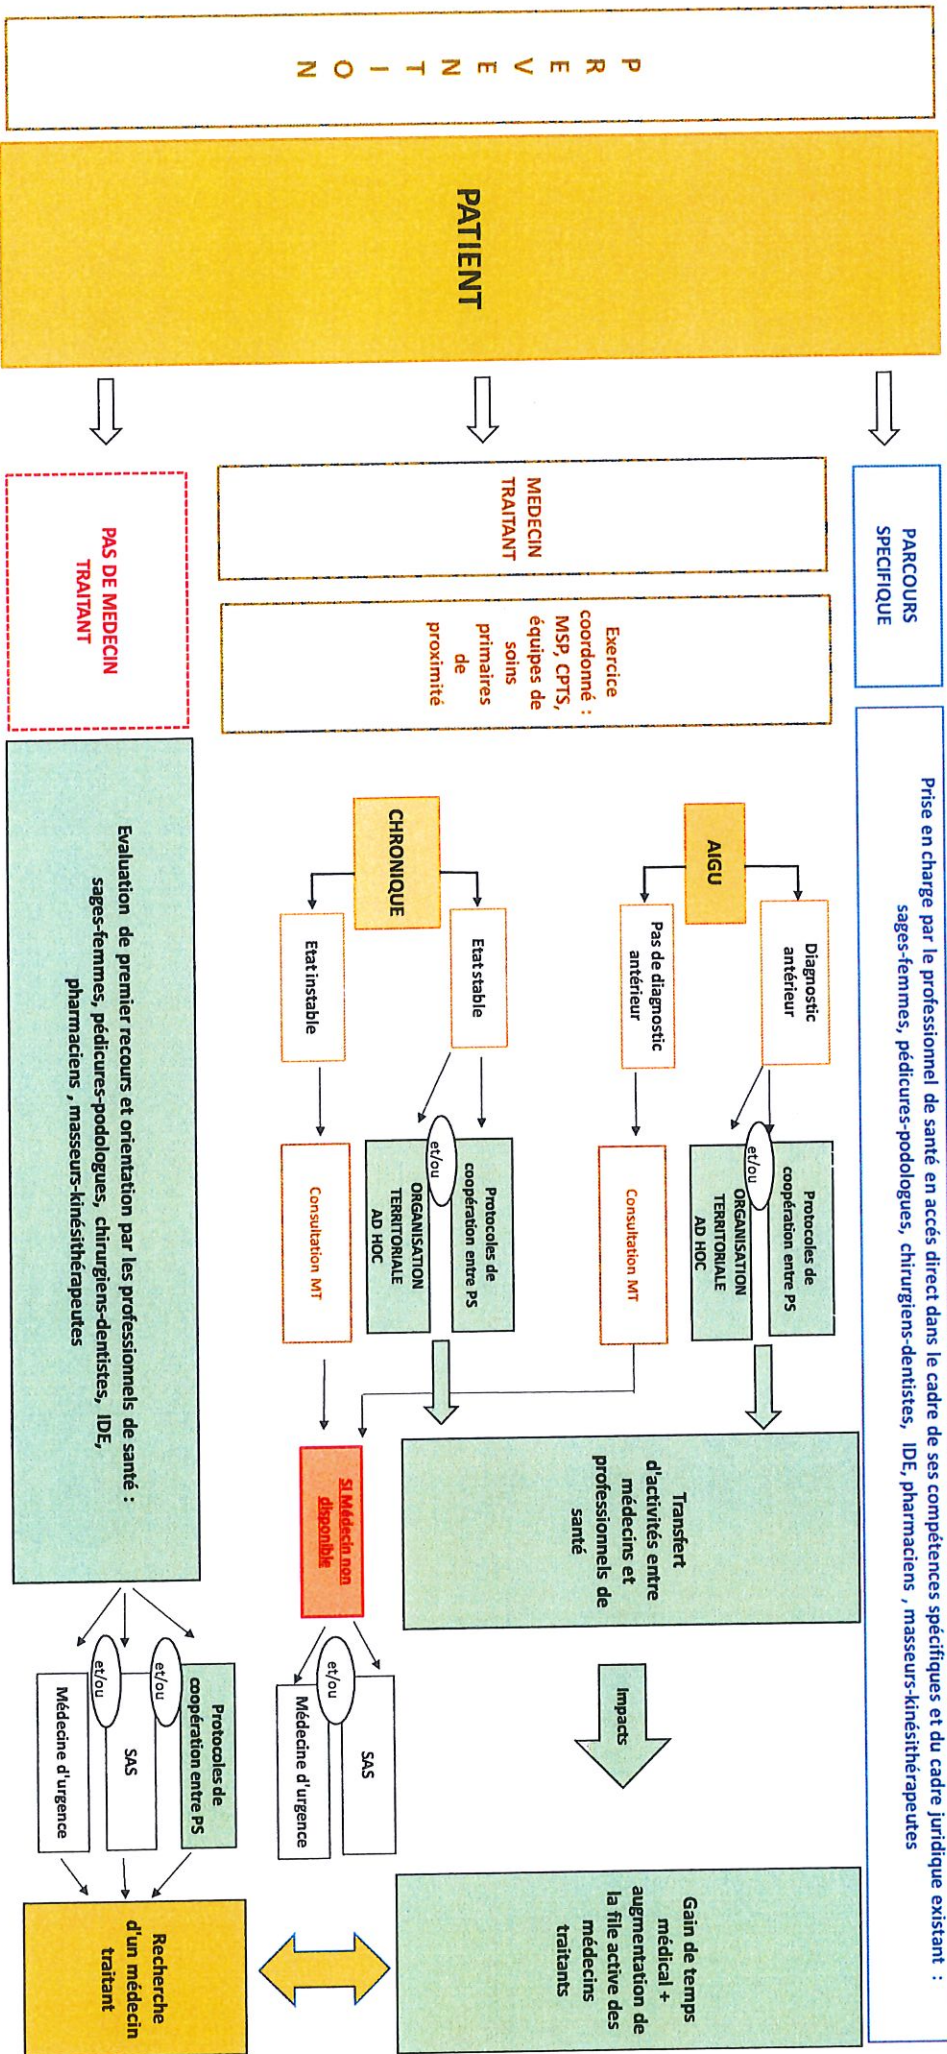 P R E V E N T I O N
PATIENT
PARCOURS
SPECIFIQUE
Prise en charge par le professionnel de santé en accés direct dans le cadre de ses compétences spécifiques et du cadre juridique existant :
sages-femmes, pédicures-podologues, chirurgiens-dentistes, IDE, pharmaciens , masseurs-kinésithérapeutes
MEDECIN
TRAITANT
Exercice
coordonné :
MSP, CPTS,
équipes de
soins
primaires
de
proximité
AIGU
Diagnostic
antérieur
Pas de diagnostic
antérieur
Protocoles de
coopération entre PS
et/ou
ORGANISATION
TERRITORIALE
AD HOC
Consultation MT
CHRONIQUE
Etat stable
Etat instable
Protocoles de
coopération entre PS
et/ou
ORGANISATION
TERRITORIALE
AD HOC
Consultation MT
Transfert
d'activités entre
médecins et
professionnels de
santé
Impacts
Gain de temps
médical +
augmentation de
la file active des
médecins
traitants
SI Médecin non
disponible
SAS
et/ou
Médecine d'urgence
PAS DE MEDECIN
TRAITANT
Evaluation de premier recours et orientation par les professionnels de santé :
sages-femmes, pédicures-podologues, chirurgiens-dentistes, IDE,
pharmaciens , masseurs-kinésithérapeutes
Protocoles de
coopération entre PS
et/ou
SAS
et/ou
Médecine d'urgence
Recherche
d'un médecin
traitant